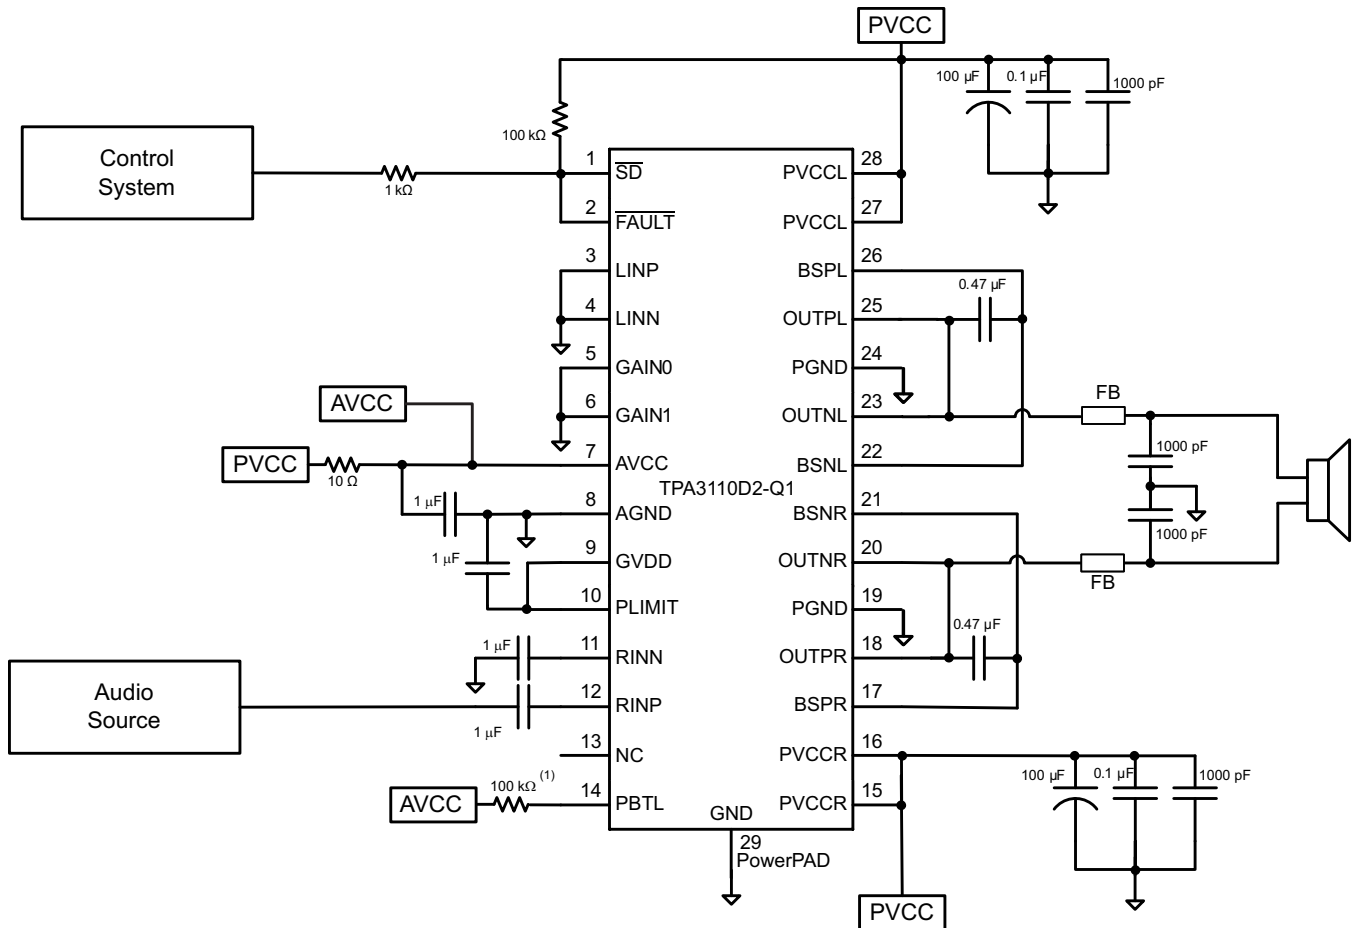 PVCC
100 µF
0.1 µF
1000 pF
100 kΩ
Control
System
1 kΩ
1
SD
PVCCL
28
2
FAULT
PVCCL
27
3
LINP
BSPL
26
0.47 µF
4
LINN
OUTPL
25
5
GAIN0
PGND
24
AVCC
6
GAIN1
OUTNL
23
FB
PVCC
10 Ω
7
AVCC
BSNL
22
1000 pF
TPA3110D2-Q1
1 µF
8
AGND
BSNR
21
1000 pF
1 µF
9
GVDD
OUTNR
20
FB
10
PLIMIT
PGND
19
0.47 µF
1 µF
11
RINN
OUTPR
18
Audio
Source
1 µF
12
RINP
BSPR
17
13
NC
PVCCR
16
100 µF
0.1 µF
1000 pF
AVCC
100 kΩ (1)
14
PBTL
PVCCR
15
GND
29
PowerPAD
PVCC